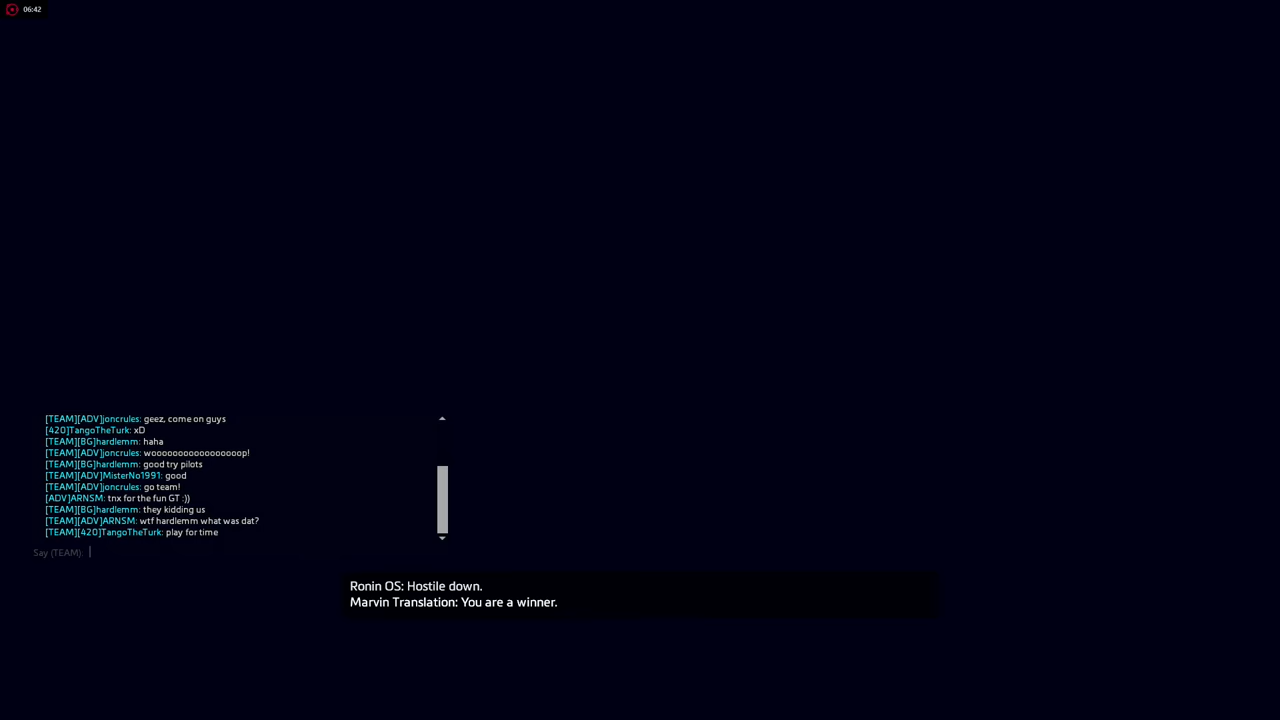 06:42
[TEAM][ADV]joncrules: geez, come on guys
[420]TangoTheTurk: xD
[TEAM][BG]hardlemm: haha
[TEAM][ADV]joncrules: wooooooooooooooooop!
[TEAM][BG]hardlemm: good try pilots
[TEAM][ADV]MisterNo1991: good
[TEAM][ADV]joncrules: go team!
[ADV]ARNSM: tnx for the fun GT :))
[TEAM][BG]hardlemm: they kidding us
[TEAM][ADV]ARNSM: wtf hardlemm what was dat?
[TEAM][420]TangoTheTurk: play for time
Say (TEAM):
Ronin OS: Hostile down.
Marvin Translation: You are a winner.